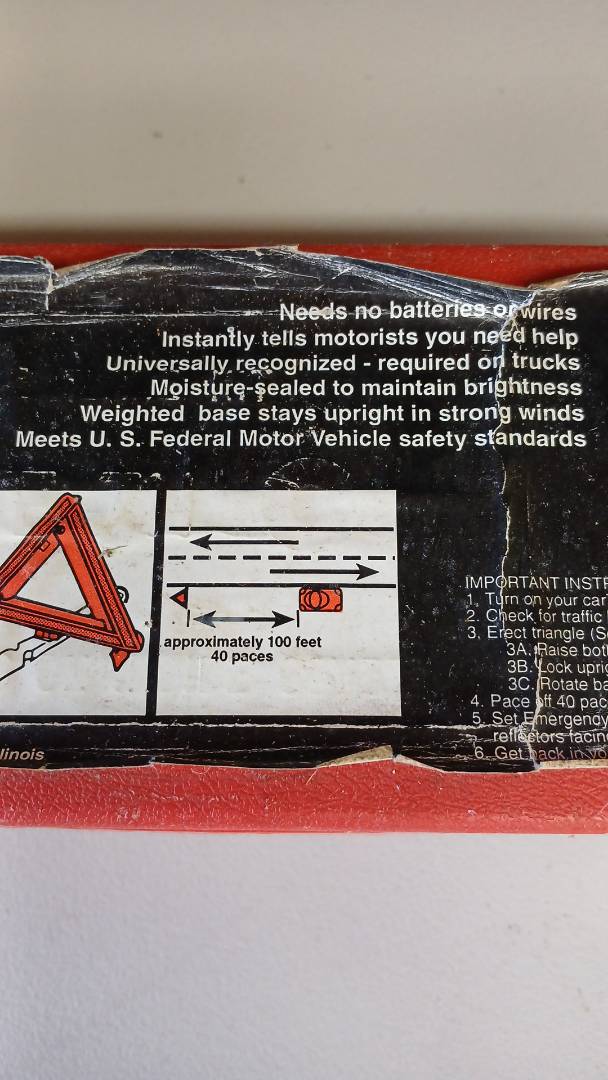 Needs no batteries or wires
Instantly tells motorists you need help
Universally recognized - required on trucks
Moisture-sealed to maintain brightness
Weighted base stays upright in strong winds
Meets U. S. Federal Motor Vehicle safety standards
approximately 100 feet
40 paces
IMPORTANT INSTR
1. Turn on your car
2. Check for traffic
3. Erect triangle (S
3A. Raise both
3B. Lock uprig
3C. Rotate ba
4. Pace off 40 pac
5. Set Emergency
reflectors facing
6. Get back in yo
linois